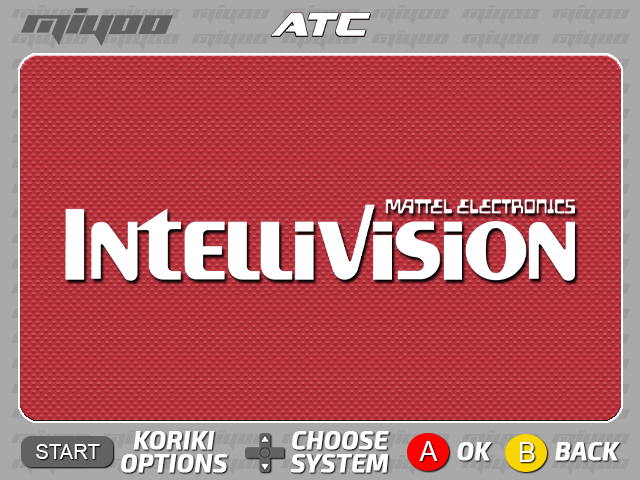 miyoo
ATC
MATTEL ELECTRONICS
INTELLIVISION
START
KORIKI
OPTIONS
CHOOSE
SYSTEM
A
OK
B
BACK